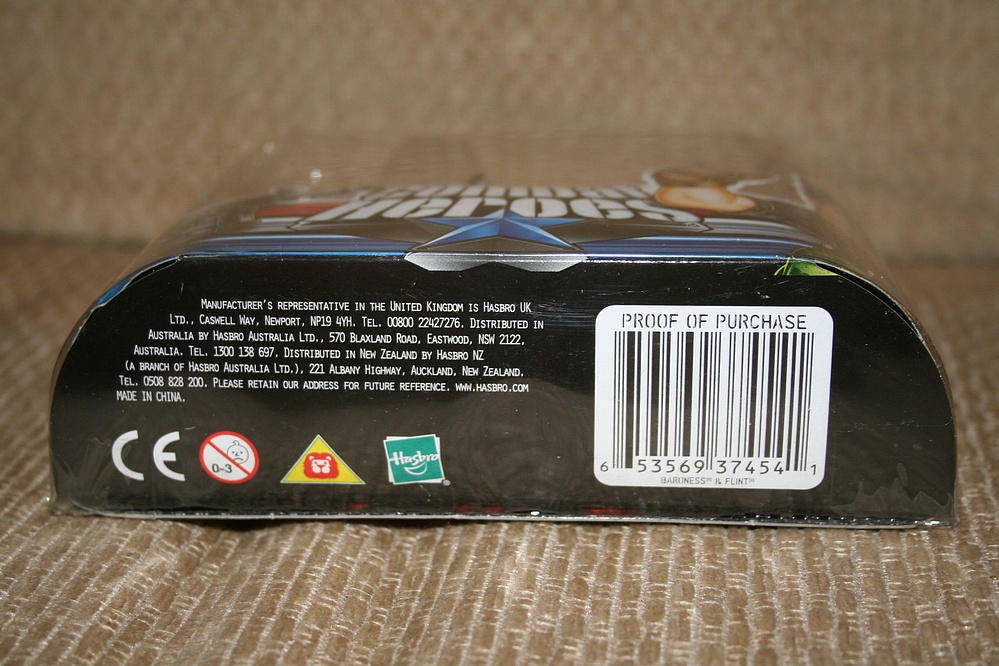 Heroes
MANUFACTURER'S REPRESENTATIVE IN THE UNITED KINGDOM IS HASBRO UK
LTD., CASWELL WAY, NEWPORT, NP19 4YH. TEL. 00800 22427276. DISTRIBUTED IN
AUSTRALIA BY HASBRO AUSTRALIA LTD., 570 BLAXLAND ROAD, EASTWOOD, NSW 2122,
AUSTRALIA. TEL. 1300 138 697. DISTRIBUTED IN NEW ZEALAND BY HASBRO NZ
(A BRANCH OF HASBRO AUSTRALIA LTD.), 221 ALBANY HIGHWAY, AUCKLAND, NEW ZEALAND.
TEL. 0508 828 200. PLEASE RETAIN OUR ADDRESS FOR FUTURE REFERENCE. WWW.HASBRO.COM
MADE IN CHINA.
CE
0-3
Hasbro
PROOF OF PURCHASE
6 53569 37454 1
BARONESS™ & FLINT™